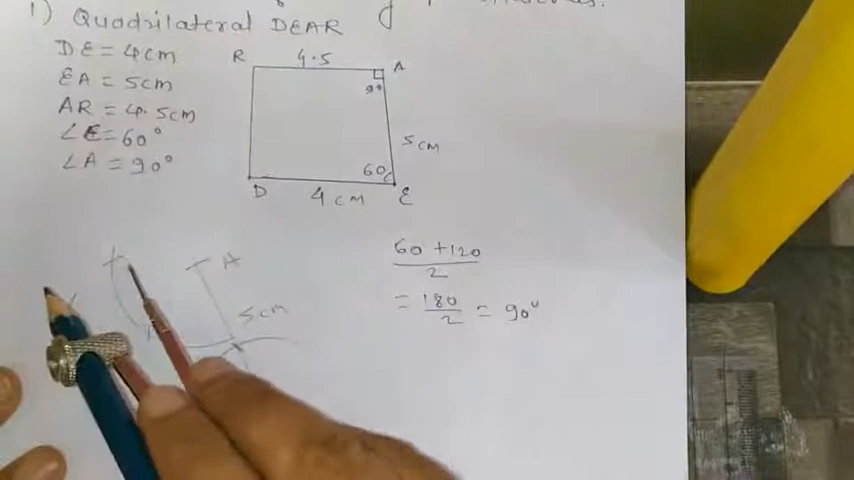 1) Quadrilateral DEAR
DE = 4cm
EA = 5cm
AR = 4.5cm
∠E = 60°
∠A = 90°
R 4.5 A
90
5cm
60
D 4cm E
A
5cm
60 + 120
2
= 180 = 90°
2